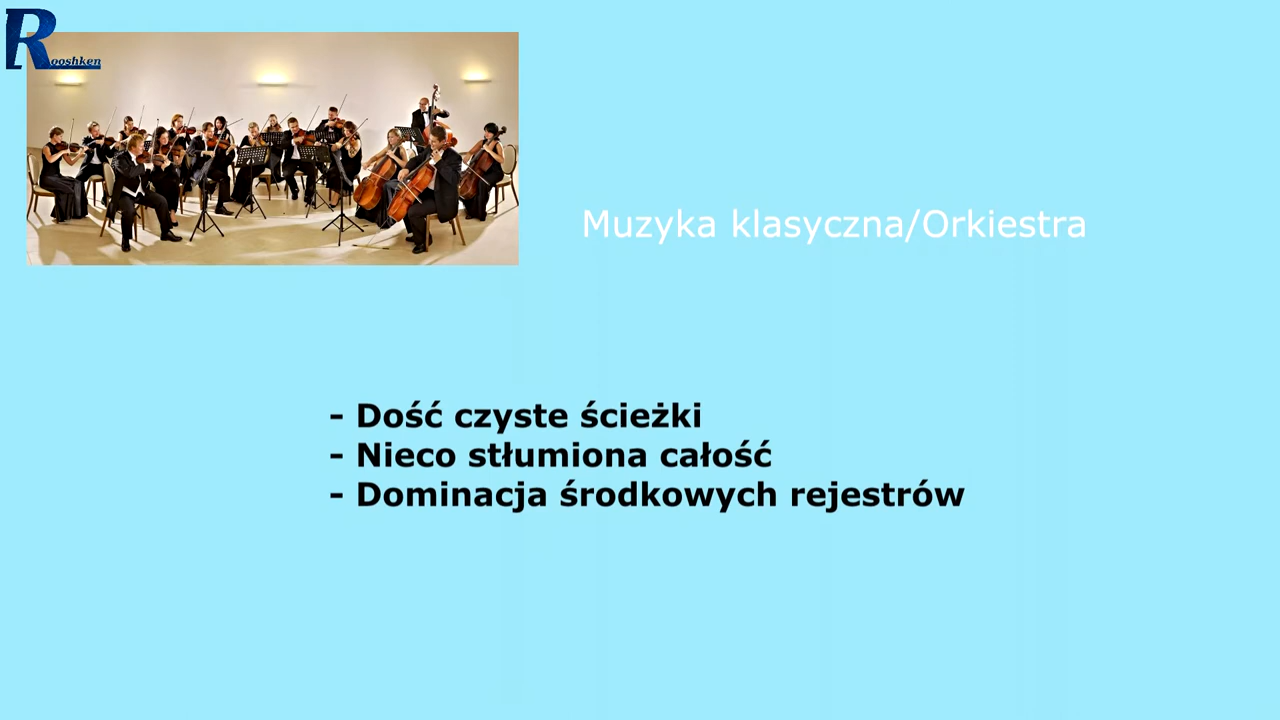 Rooshken
Muzyka klasyczna/Orkiestra
- Dość czyste ścieżki
- Nieco stłumiona całość
- Dominacja środkowych rejestrów